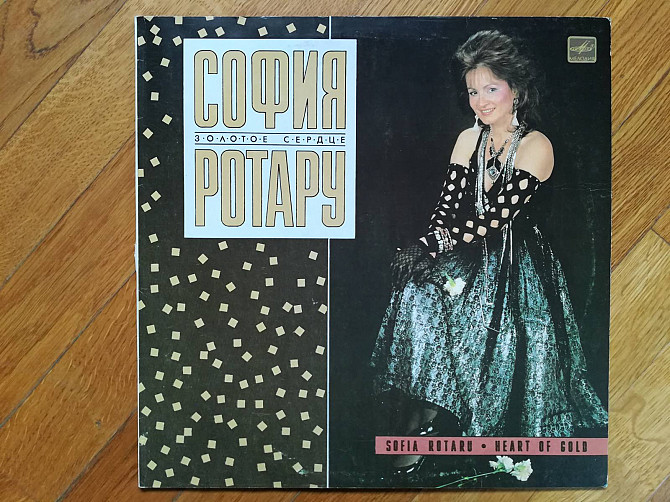 СОФИЯ
ЗОЛОТОЕ СЕРДЦЕ
РОТАРУ
SOFIA ROTARU • HEART OF GOLD